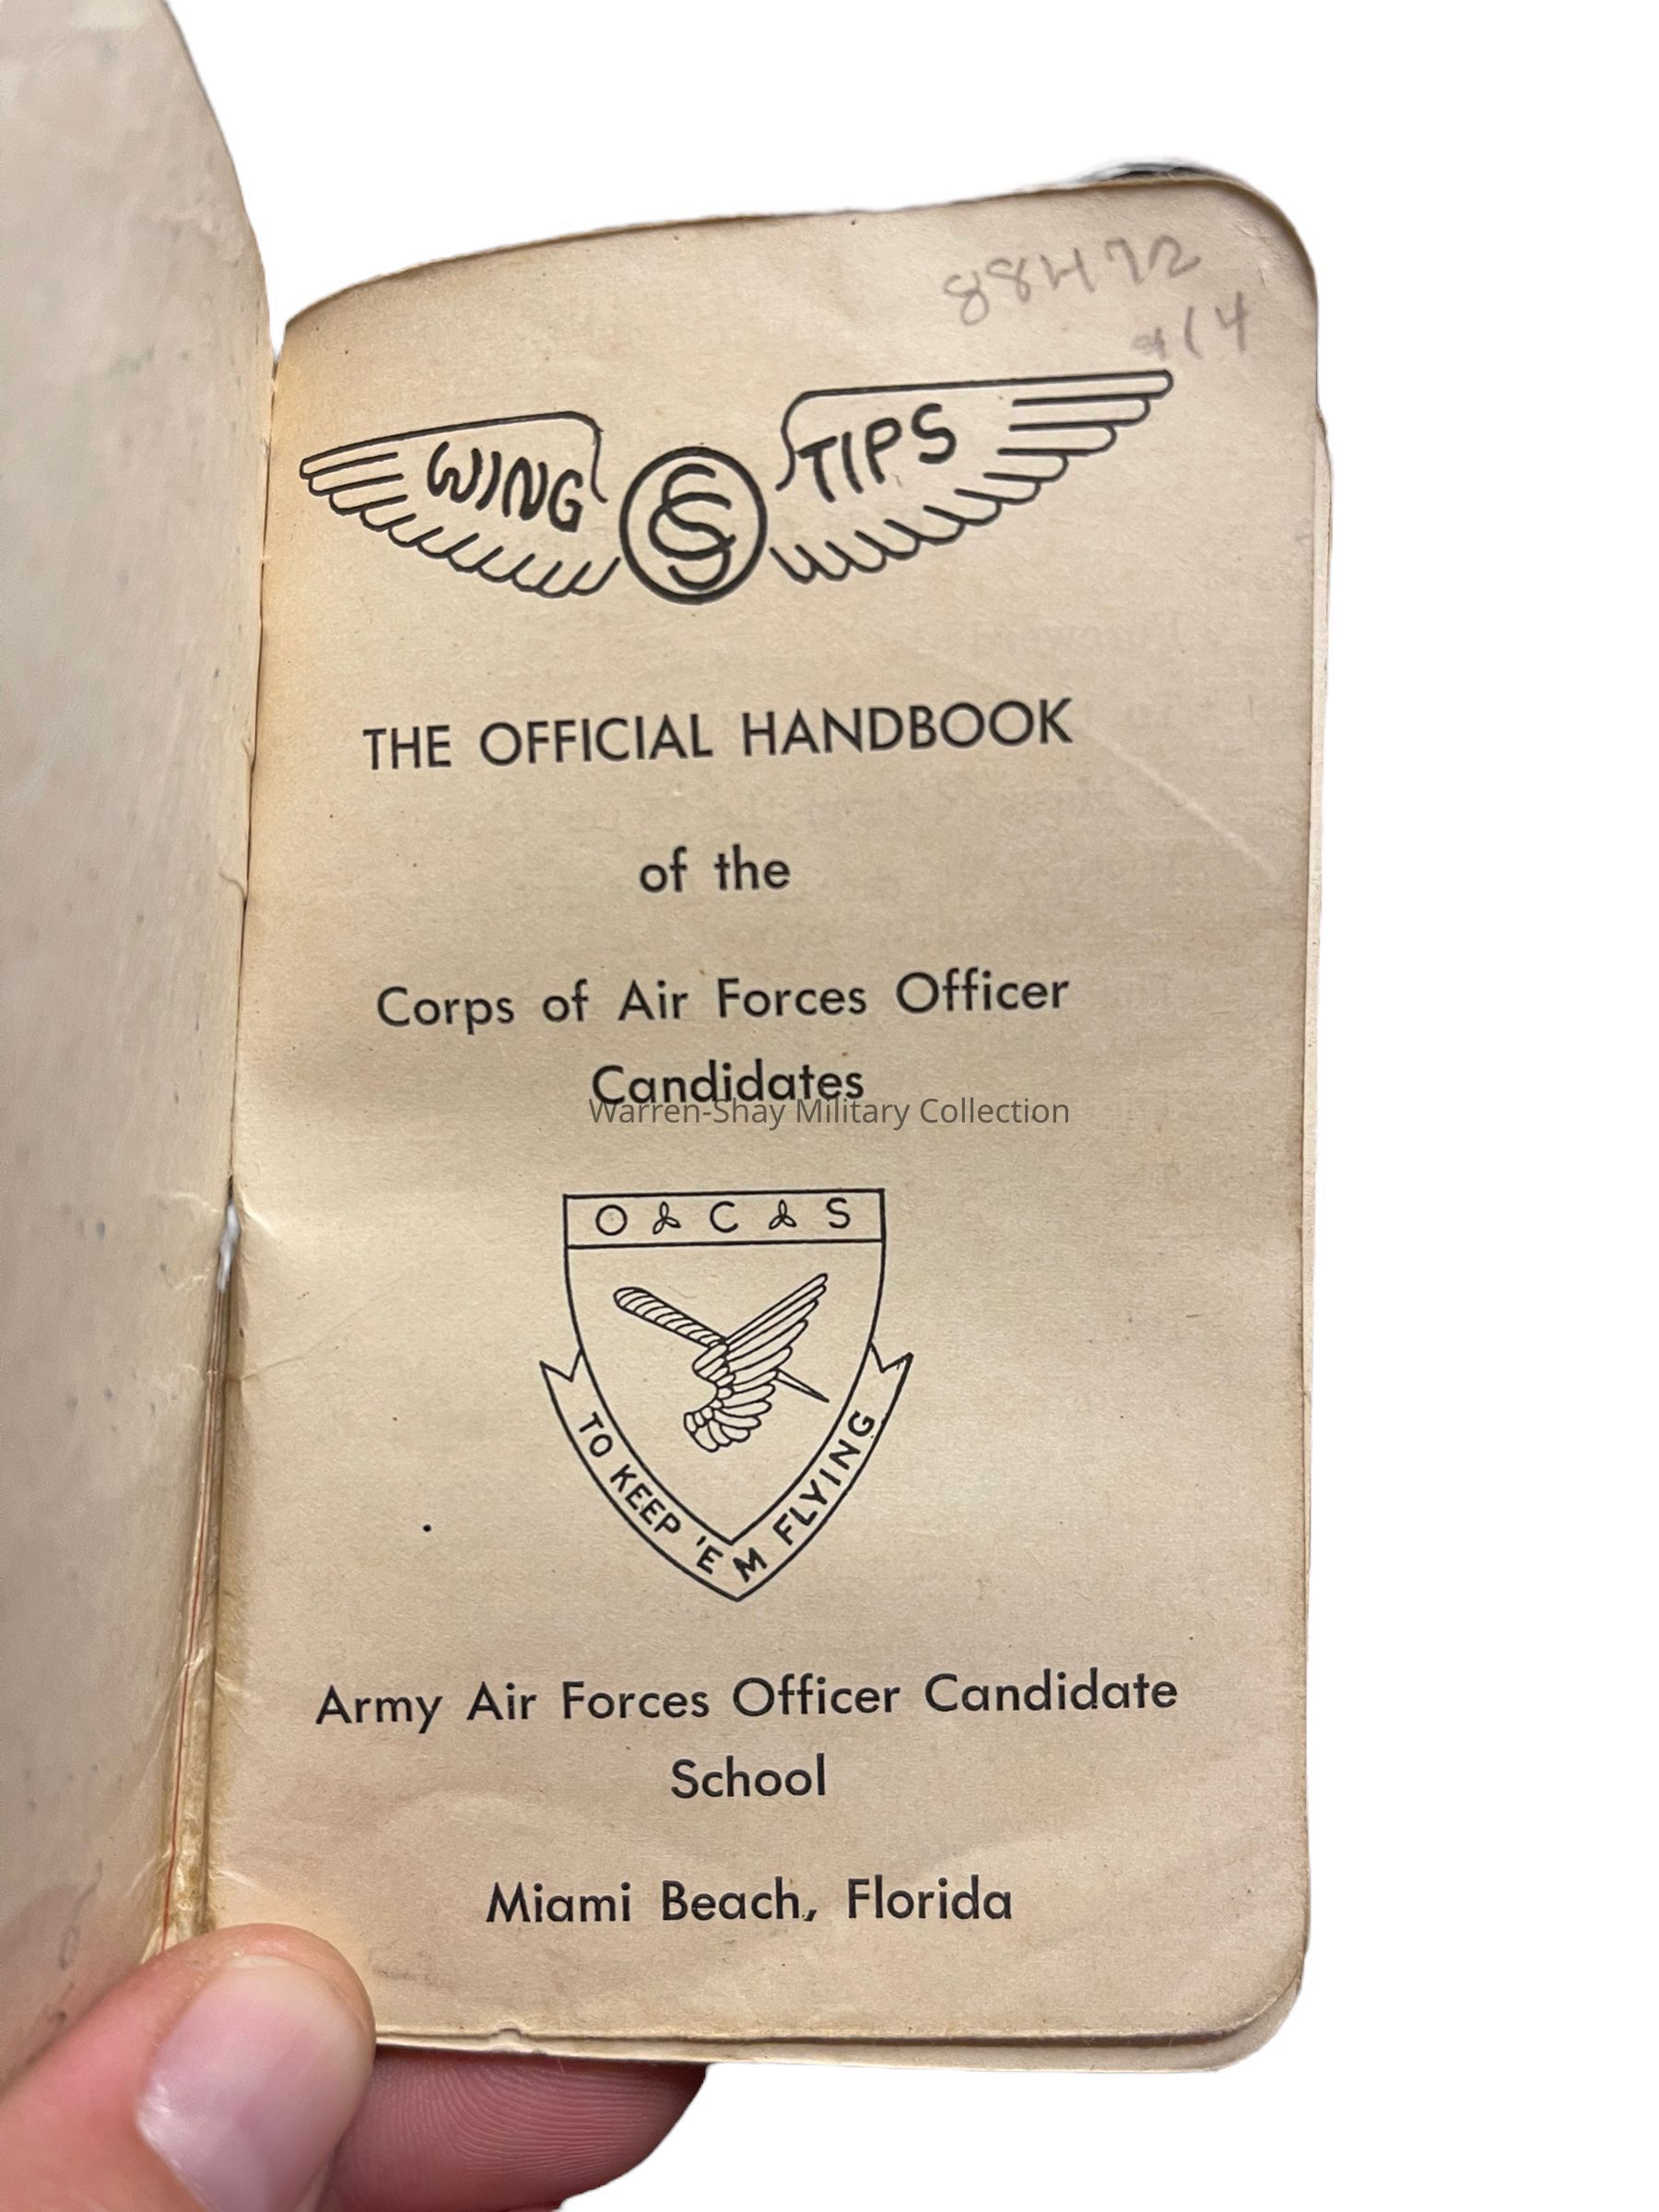 88472
14
WING OCS TIPS
THE OFFICIAL HANDBOOK
of the
Corps of Air Forces Officer
Candidates
Warren-Shay Military Collection
O C S
TO KEEP 'EM FLYING
Army Air Forces Officer Candidate
School
Miami Beach, Florida